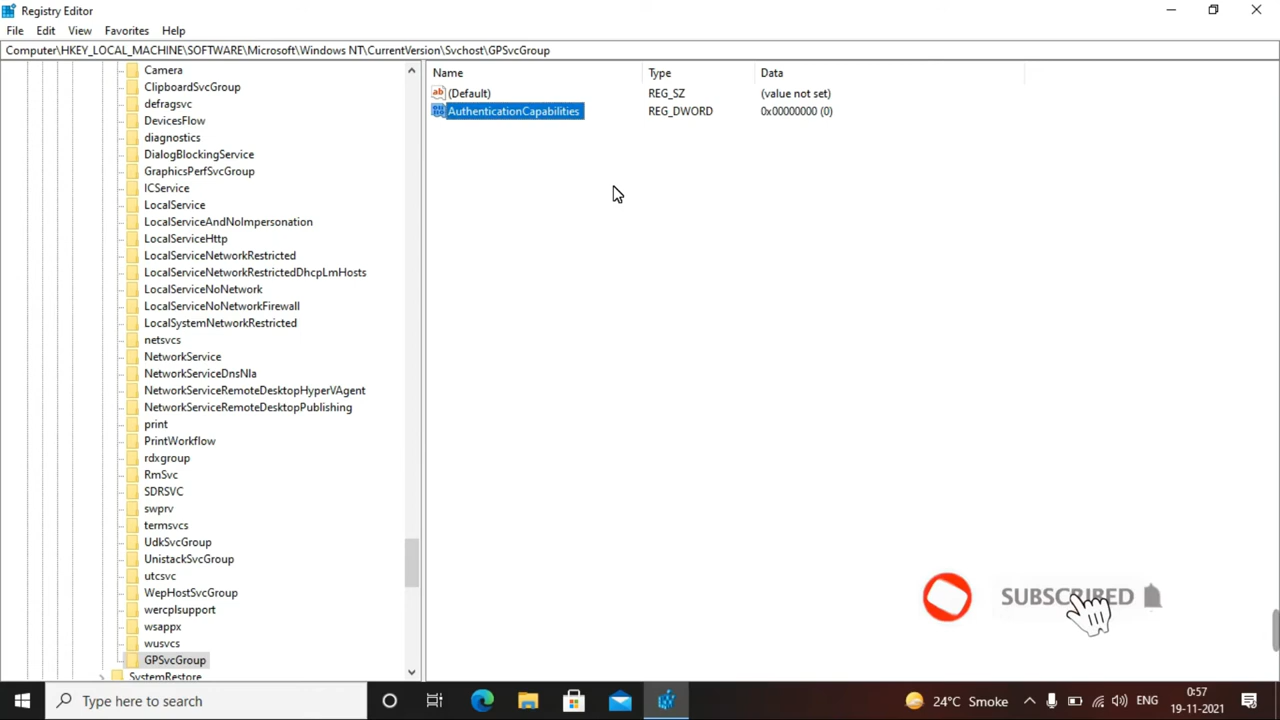 Registry Editor
File Edit View Favorites Help
Computer\HKEY_LOCAL_MACHINE\SOFTWARE\Microsoft\Windows NT\CurrentVersion\Svchost\GPSvcGroup
Name Type Data
(Default) REG_SZ (value not set)
AuthenticationCapabilities REG_DWORD 0x00000000 (0)
Camera
ClipboardSvcGroup
defragsvc
DevicesFlow
diagnostics
DialogBlockingService
GraphicsPerfSvcGroup
ICService
LocalService
LocalServiceAndNoImpersonation
LocalServiceHttp
LocalServiceNetworkRestricted
LocalServiceNetworkRestrictedDhcpLmHosts
LocalServiceNoNetwork
LocalServiceNoNetworkFirewall
LocalSystemNetworkRestricted
netsvcs
NetworkService
NetworkServiceDnsNla
NetworkServiceRemoteDesktopHyperVAgent
NetworkServiceRemoteDesktopPublishing
print
PrintWorkflow
rdxgroup
RmSvc
SDRSVC
swprv
termsvcs
UdkSvcGroup
UnistackSvcGroup
utcsvc
WepHostSvcGroup
wercplsupport
wsappx
wusvcs
GPSvcGroup
SystemRestore
SUBSCRIBED
Type here to search
24°C Smoke
ENG
0:57
19-11-2021